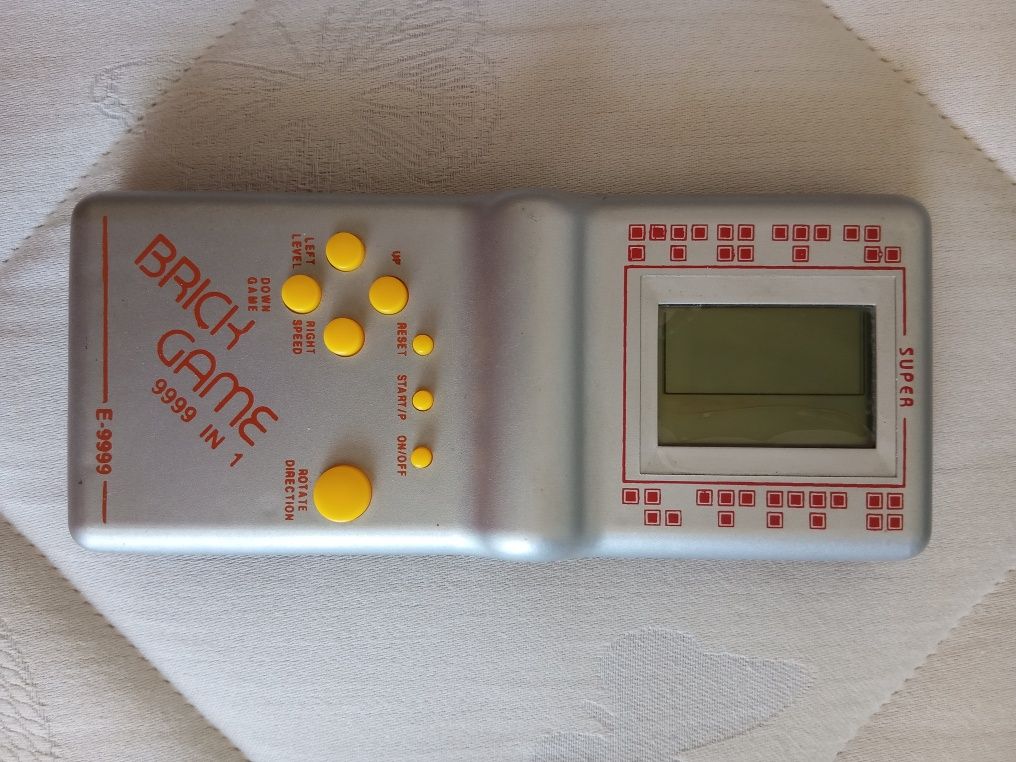 SUPER
ON/OFF
START/P
RESET
UP
LEFT
LEVEL
RIGHT
SPEED
DOWN
GAME
ROTATE
DIRECTION
BRICK
GAME
9999 IN 1
E-9999